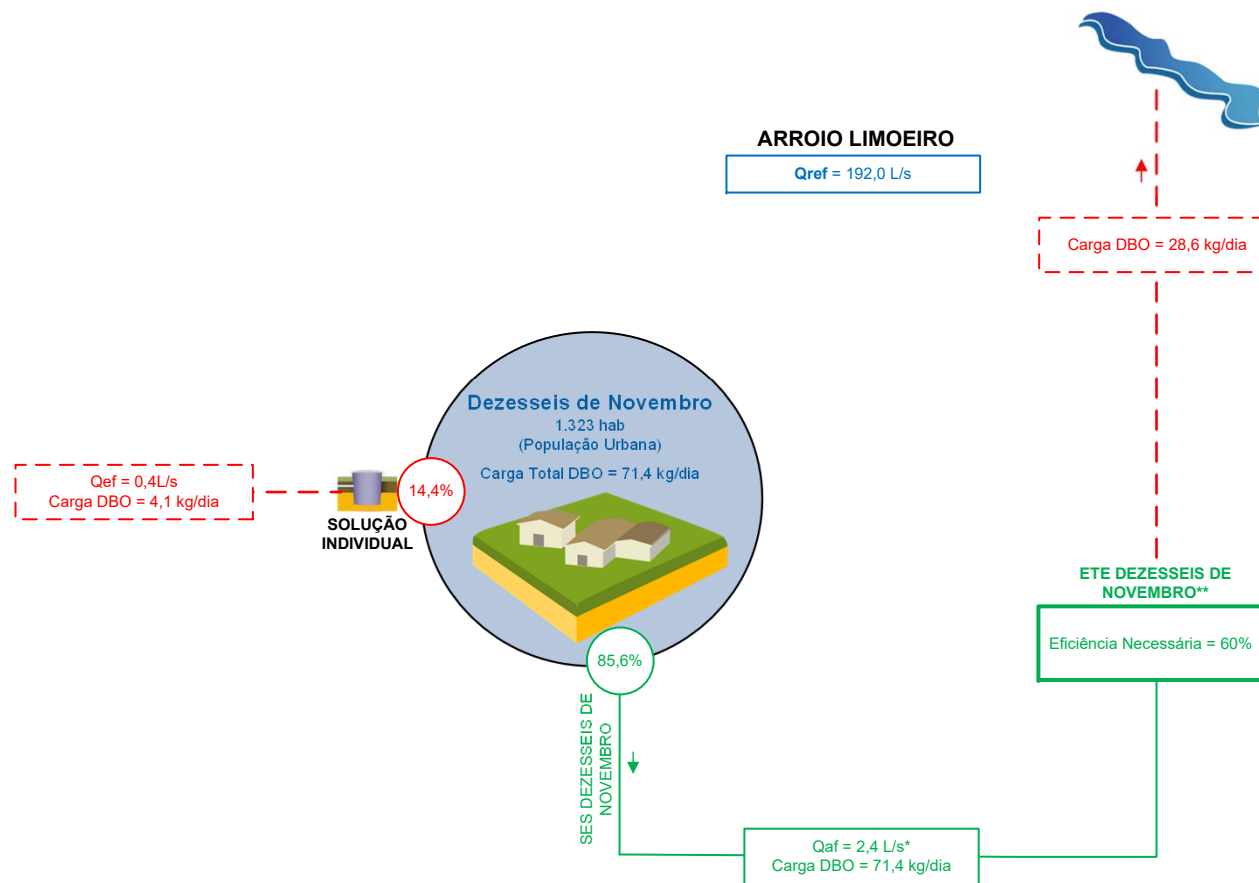 ARROIO LIMOEIRO
Qref = 192,0 L/s
Carga DBO = 28,6 kg/dia
Dezesseis de Novembro
1.323 hab
(População Urbana)
Carga Total DBO = 71,4 kg/dia
Qef = 0,4L/s
Carga DBO = 4,1 kg/dia
14,4%
SOLUÇÃO
INDIVIDUAL
ETE DEZESSEIS DE
NOVEMBRO**
Eficiência Necessária = 60%
85,6%
SES DEZESSEIS DE
NOVEMBRO
Qaf = 2,4 L/s*
Carga DBO = 71,4 kg/dia